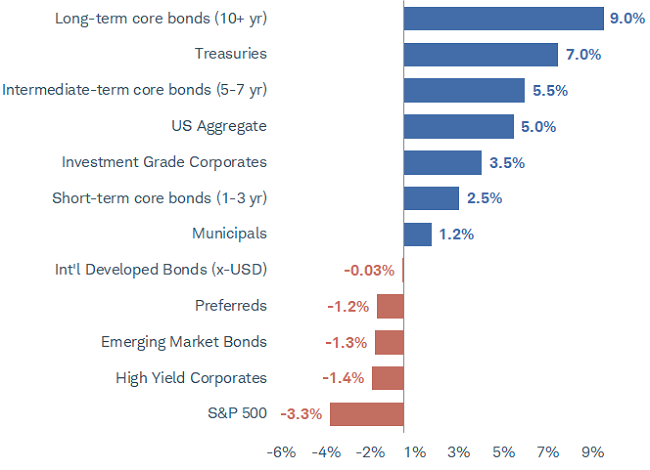 Long-term core bonds (10+ yr) 9.0%
Treasuries 7.0%
Intermediate-term core bonds (5-7 yr) 5.5%
US Aggregate 5.0%
Investment Grade Corporates 3.5%
Short-term core bonds (1-3 yr) 2.5%
Municipals 1.2%
Int'l Developed Bonds (x-USD) -0.03%
Preferreds -1.2%
Emerging Market Bonds -1.3%
High Yield Corporates -1.4%
S&P 500 -3.3%
-6% -4% -2% 1% 3% 5% 7% 9%